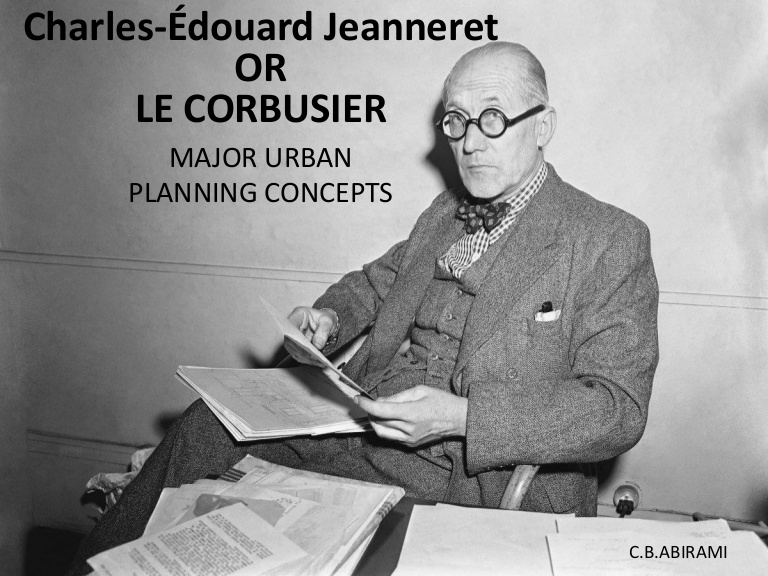 Charles-Édouard Jeanneret
OR
LE CORBUSIER
MAJOR URBAN
PLANNING CONCEPTS
C.B.ABIRAMI